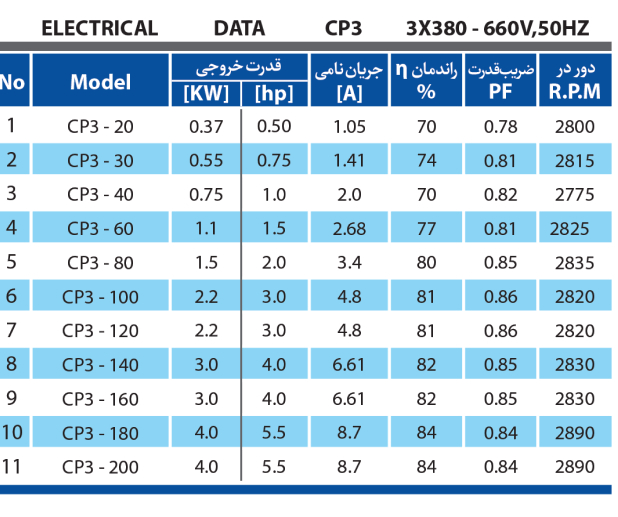 ELECTRICAL DATA CP3 3X380 - 660V,50HZ
No Model قدرت خروجی جریان نامی راندمان η ضریب‌قدرت دور در
[KW] [hp] [A] % PF R.P.M
1 CP3 - 20 0.37 0.50 1.05 70 0.78 2800
2 CP3 - 30 0.55 0.75 1.41 74 0.81 2815
3 CP3 - 40 0.75 1.0 2.0 70 0.82 2775
4 CP3 - 60 1.1 1.5 2.68 77 0.81 2825
5 CP3 - 80 1.5 2.0 3.4 80 0.85 2835
6 CP3 - 100 2.2 3.0 4.8 81 0.86 2820
7 CP3 - 120 2.2 3.0 4.8 81 0.86 2820
8 CP3 - 140 3.0 4.0 6.61 82 0.85 2830
9 CP3 - 160 3.0 4.0 6.61 82 0.85 2830
10 CP3 - 180 4.0 5.5 8.7 84 0.84 2890
11 CP3 - 200 4.0 5.5 8.7 84 0.84 2890